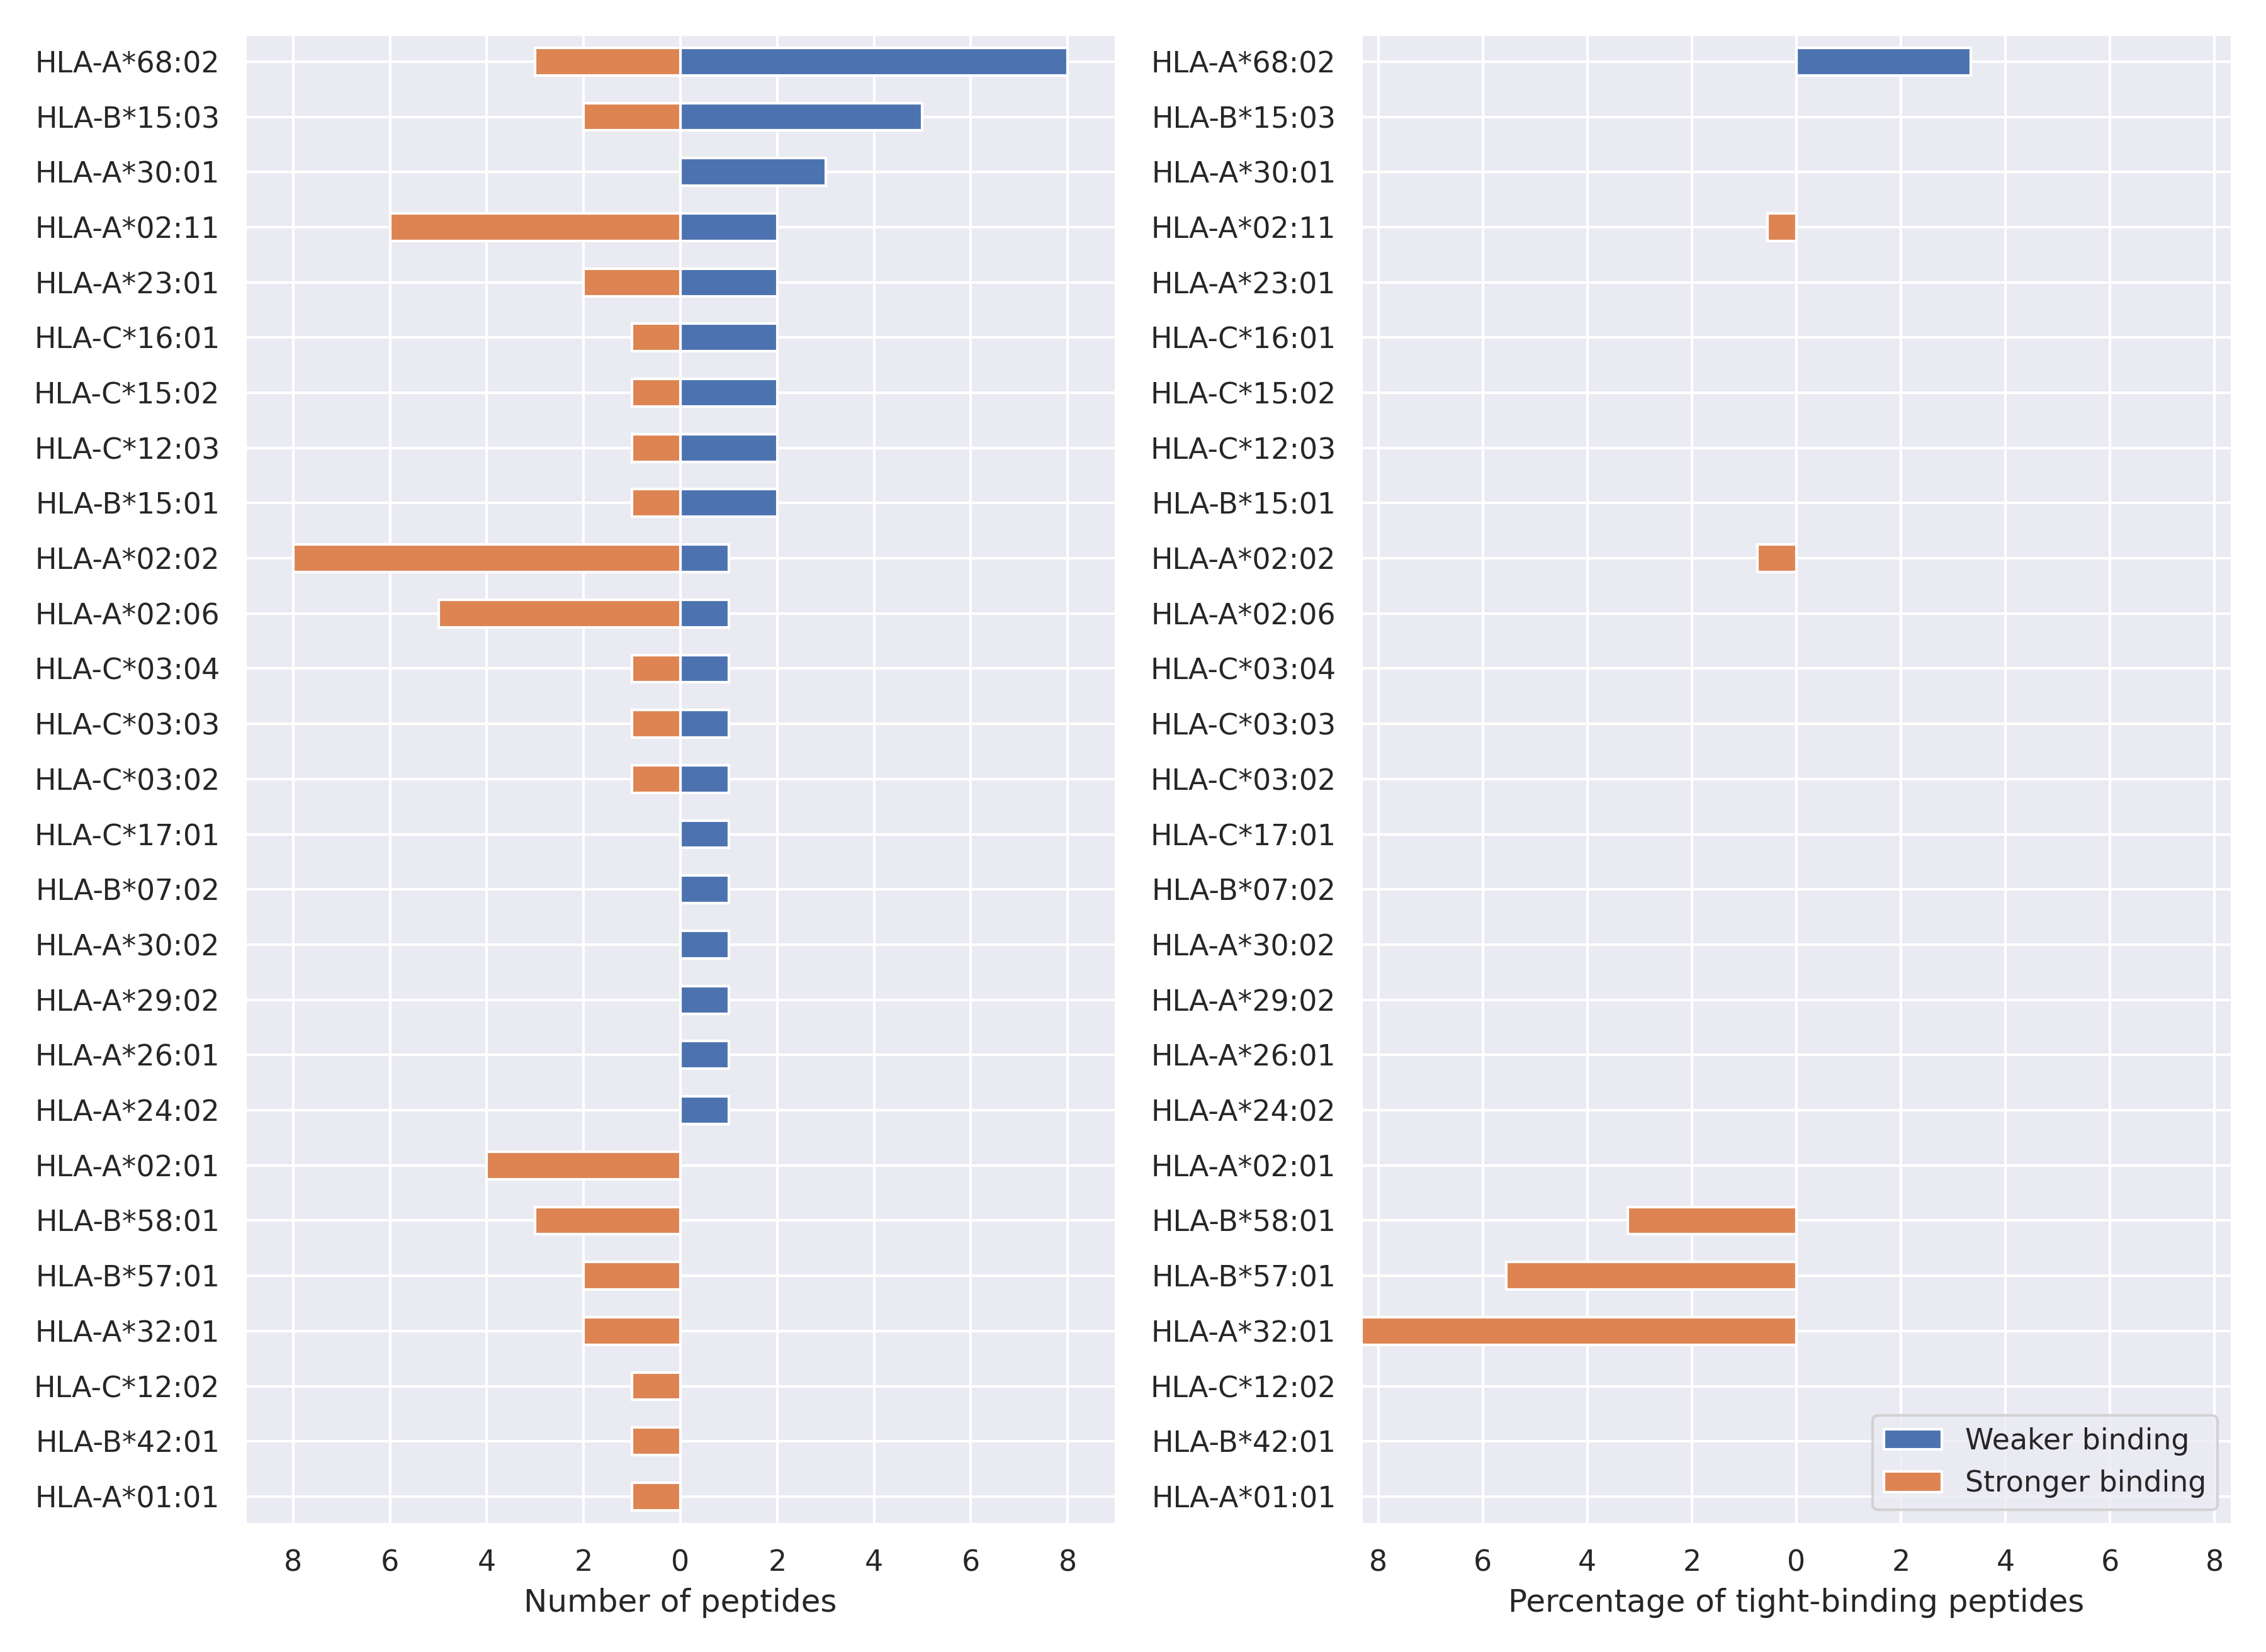 HLA-A*68:02
HLA-B*15:03
HLA-A*30:01
HLA-A*02:11
HLA-A*23:01
HLA-C*16:01
HLA-C*15:02
HLA-C*12:03
HLA-B*15:01
HLA-A*02:02
HLA-A*02:06
HLA-C*03:04
HLA-C*03:03
HLA-C*03:02
HLA-C*17:01
HLA-B*07:02
HLA-A*30:02
HLA-A*29:02
HLA-A*26:01
HLA-A*24:02
HLA-A*02:01
HLA-B*58:01
HLA-B*57:01
HLA-A*32:01
HLA-C*12:02
HLA-B*42:01
HLA-A*01:01
8 6 4 2 0 2 4 6 8
Number of peptides
HLA-A*68:02
HLA-B*15:03
HLA-A*30:01
HLA-A*02:11
HLA-A*23:01
HLA-C*16:01
HLA-C*15:02
HLA-C*12:03
HLA-B*15:01
HLA-A*02:02
HLA-A*02:06
HLA-C*03:04
HLA-C*03:03
HLA-C*03:02
HLA-C*17:01
HLA-B*07:02
HLA-A*30:02
HLA-A*29:02
HLA-A*26:01
HLA-A*24:02
HLA-A*02:01
HLA-B*58:01
HLA-B*57:01
HLA-A*32:01
HLA-C*12:02
HLA-B*42:01
HLA-A*01:01
Weaker binding
Stronger binding
8 6 4 2 0 2 4 6 8
Percentage of tight-binding peptides